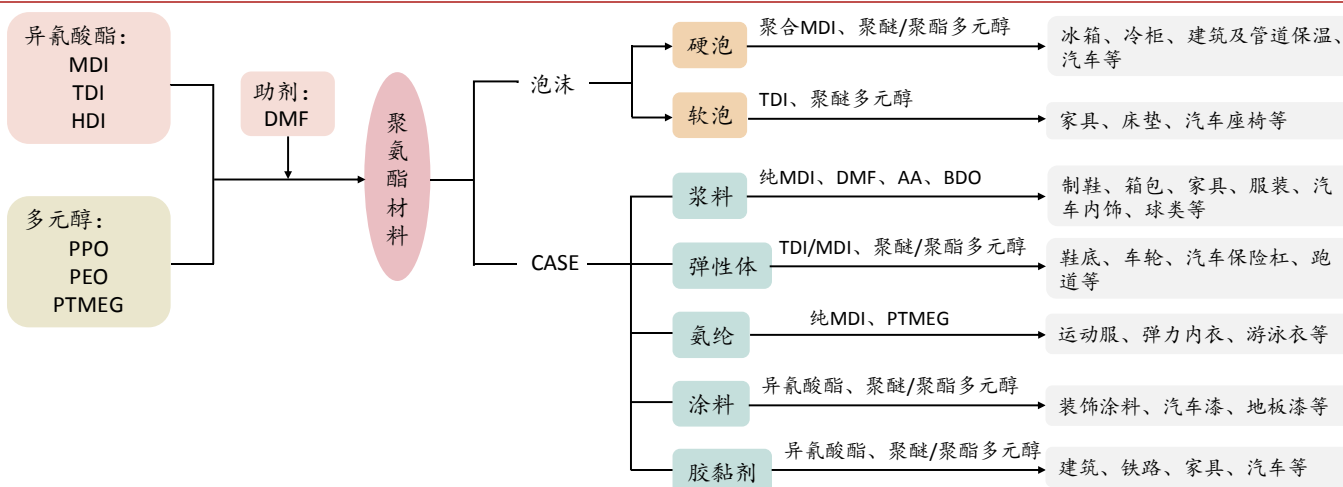 异氰酸酯：
MDI
TDI
HDI
多元醇：
PPO
PEO
PTMEG
助剂：
DMF
聚氨酯材料
泡沫
CASE
硬泡
聚合MDI、聚醚/聚酯多元醇
冰箱、冷柜、建筑及管道保温、
汽车等
软泡
TDI、聚醚多元醇
家具、床垫、汽车座椅等
浆料
纯MDI、DMF、AA、BDO
制鞋、箱包、家具、服装、汽
车内饰、球类等
弹性体
TDI/MDI、聚醚/聚酯多元醇
鞋底、车轮、汽车保险杠、跑
道等
氨纶
纯MDI、PTMEG
运动服、弹力内衣、游泳衣等
涂料
异氰酸酯、聚醚/聚酯多元醇
装饰涂料、汽车漆、地板漆等
胶黏剂
异氰酸酯、聚醚/聚酯多元醇
建筑、铁路、家具、汽车等